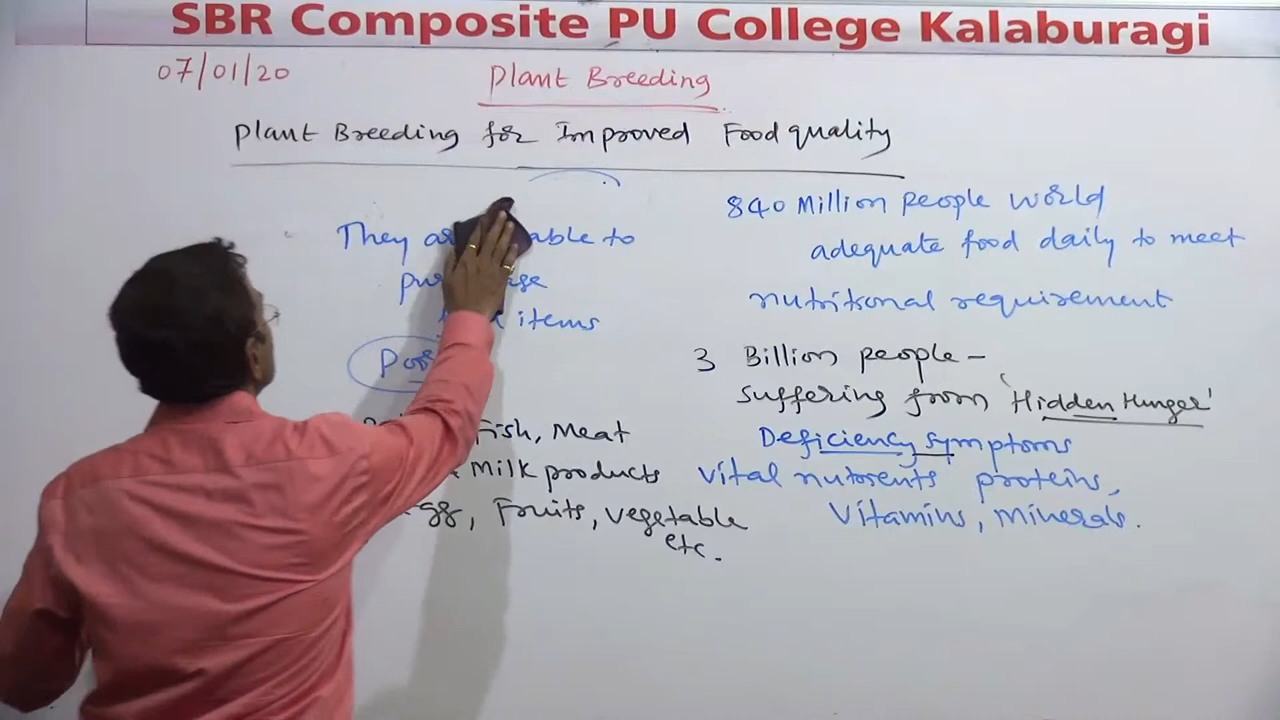 SBR Composite PU College Kalaburagi
07/01/20
Plant Breeding
Plant Breeding for Improved Food quality
They able to
items
Fish, Meat
Milk products
Fruits, vegetable
etc.
840 Million people world
adequate food daily to meet
nutritional requirement
3 Billion people -
suffering from 'Hidden Hunger'
Deficiency symptoms
vital nutrents proteins,
Vitamins, Minerals.